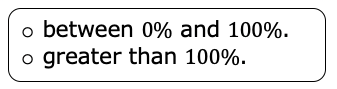 ○ between 0% and 100%.
○ greater than 100%.